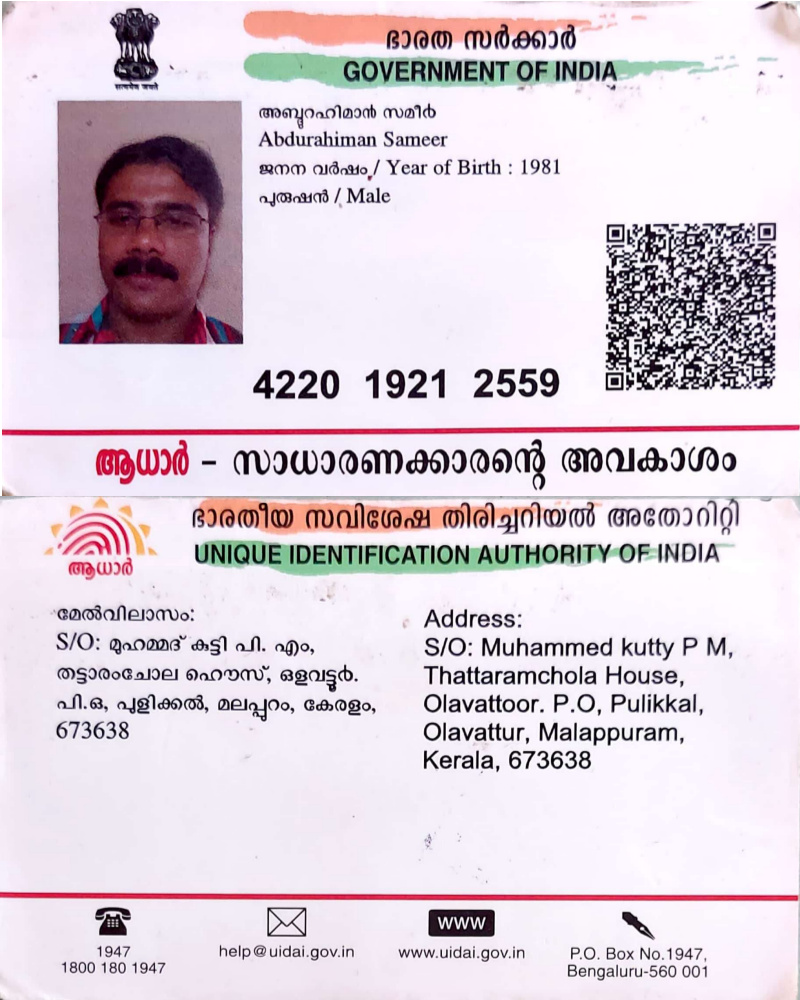 सत्यमेव जयते
ഭാരത സർക്കാർ
GOVERNMENT OF INDIA
അബ്ദുറഹിമാൻ സമീർ
Abdurahiman Sameer
ജനന വർഷം / Year of Birth : 1981
പുരുഷൻ / Male
4220 1921 2559
ആധാർ – സാധാരണക്കാരന്റെ അവകാശം
ഭാരതീയ സവിശേഷ തിരിച്ചറിയൽ അതോറിറ്റി
UNIQUE IDENTIFICATION AUTHORITY OF INDIA
ആധാർ
മേൽവിലാസം:
S/O: മുഹമ്മദ് കുട്ടി പി. എം,
തട്ടാരംചോല ഹൌസ്, ഒളവട്ടൂർ.
പി.ഒ, പുളിക്കൽ, മലപ്പുറം, കേരളം,
673638
Address:
S/O: Muhammed kutty P M,
Thattaramchola House,
Olavattoor. P.O, Pulikkal,
Olavattur, Malappuram,
Kerala, 673638
1947
1800 180 1947
help@uidai.gov.in
www
www.uidai.gov.in
P.O. Box No.1947,
Bengaluru-560 001